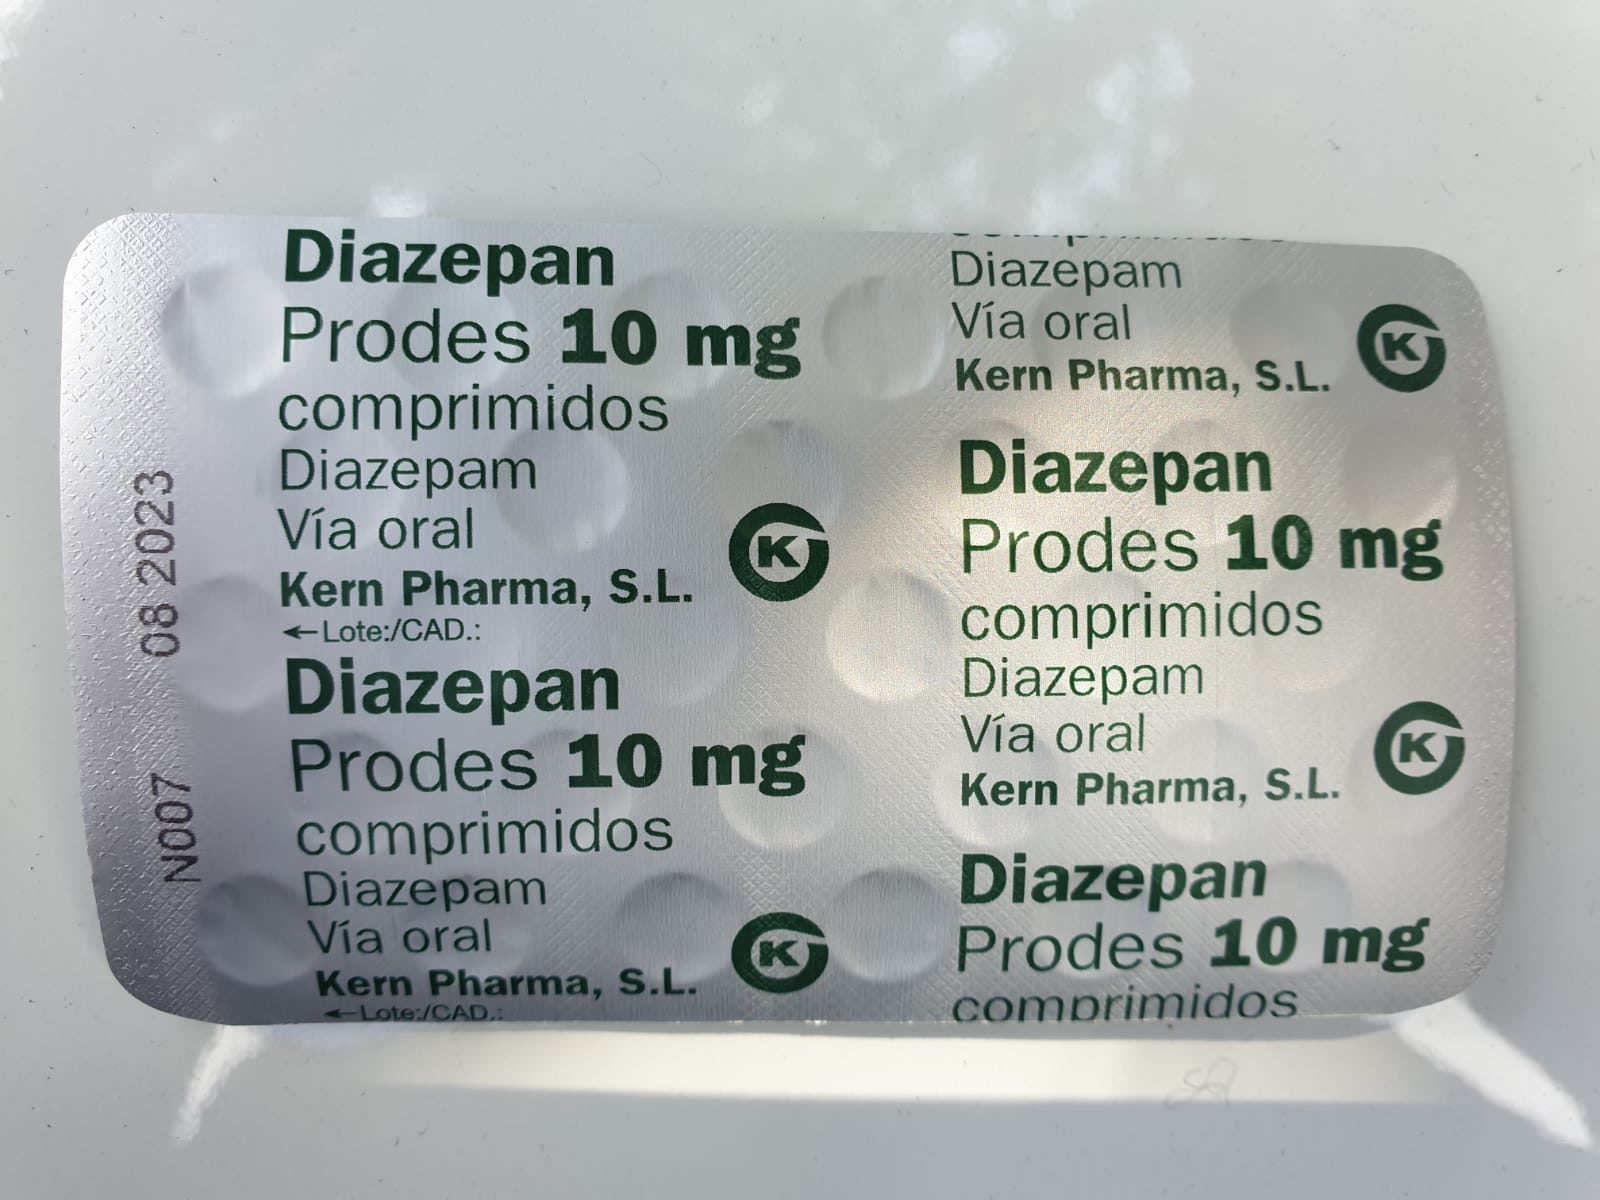 Diazepan
Prodes 10 mg
comprimidos
Diazepam
Vía oral
Kern Pharma, S.L.
K
←Lote:/CAD.:
Diazepan
Prodes 10 mg
comprimidos
Diazepam
Vía oral
Kern Pharma, S.L.
K
←Lote:/CAD.:
comprimidos
Diazepam
Vía oral
Kern Pharma, S.L.
K
Diazepan
Prodes 10 mg
comprimidos
Diazepam
Vía oral
Kern Pharma, S.L.
K
Diazepan
Prodes 10 mg
comprimidos
N007 08 2023